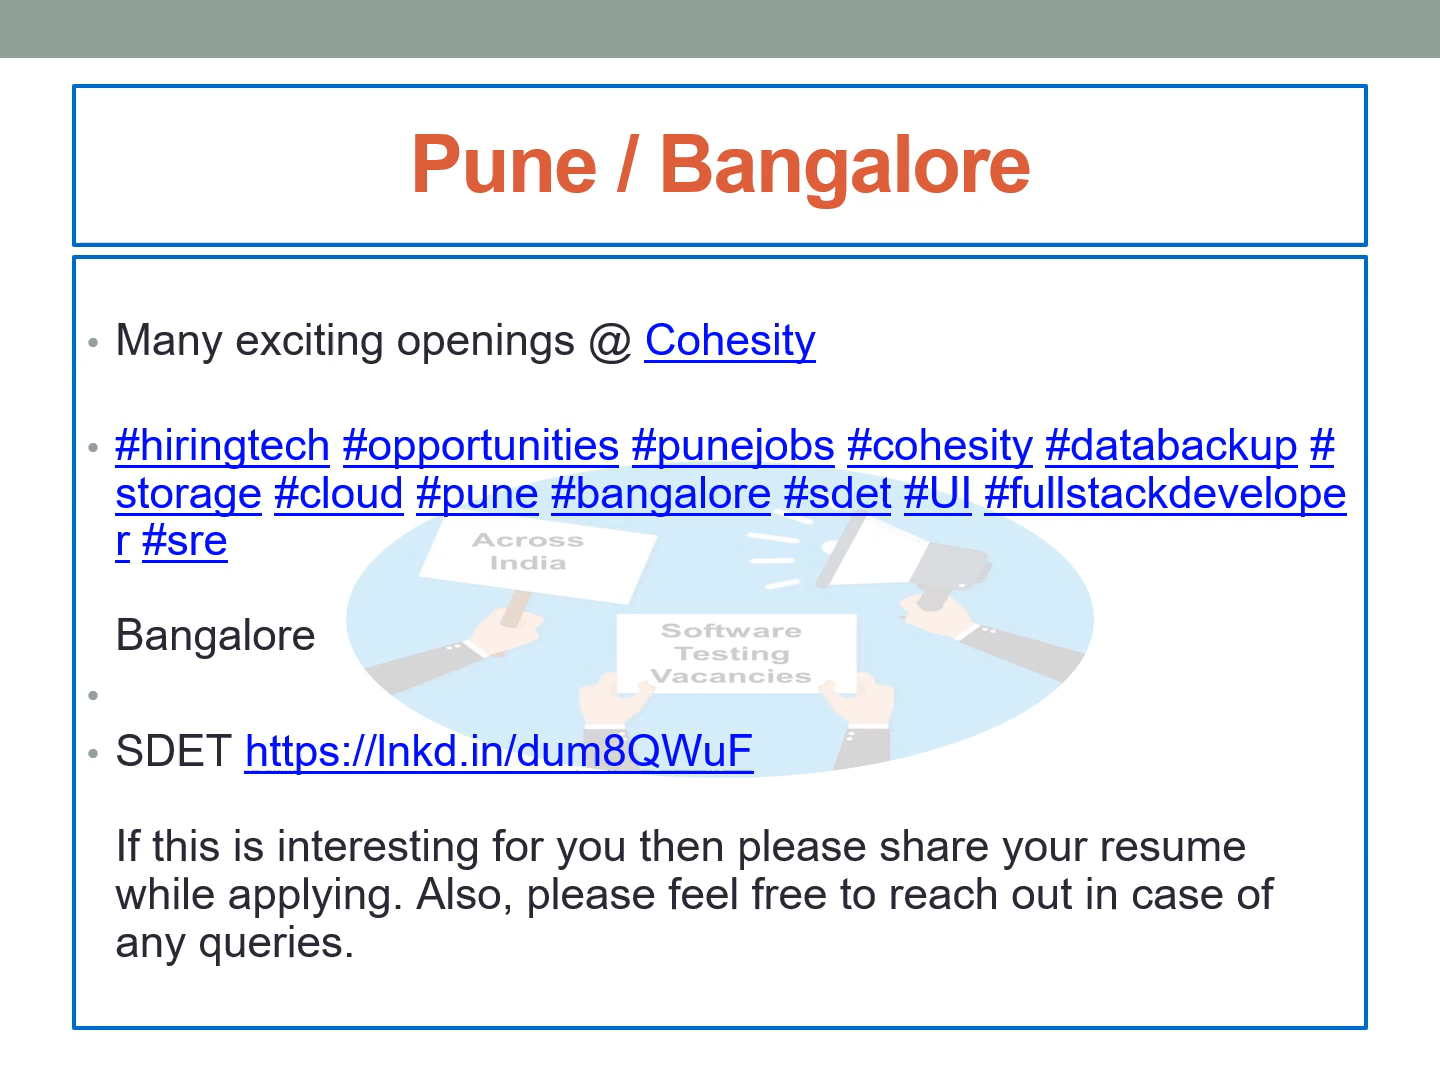 Pune / Bangalore
• Many exciting openings @ Cohesity
• #hiringtech #opportunities #punejobs #cohesity #databackup #
storage #cloud #pune #bangalore #sdet #UI #fullstackdevelope
r #sre
Across
India
Software
Testing
Vacancies
Bangalore
•
• SDET https://lnkd.in/dum8QWuF
If this is interesting for you then please share your resume
while applying. Also, please feel free to reach out in case of
any queries.